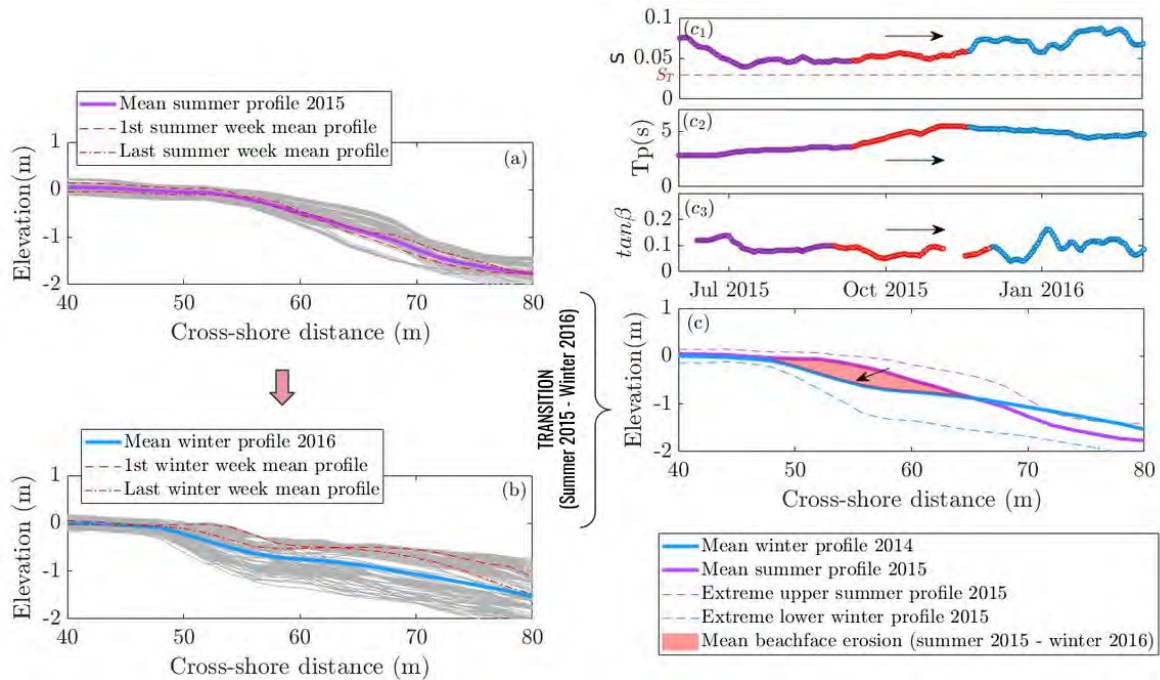 Mean summer profile 2015
1st summer week mean profile
Last summer week mean profile
(a)
Elevation(m)
1
0
-1
-2
40 50 60 70 80
Cross-shore distance (m)
Mean winter profile 2016
1st winter week mean profile
Last winter week mean profile
(b)
Elevation (m)
1
0
-1
-2
40 50 60 70 80
Cross-shore distance (m)
TRANSITION
(Summer 2015 - Winter 2016)
(c1)
S
0.1
0.05
ST
0
(c2)
Tp(s)
5
0
(c3)
tanβ
0.2
0.1
0
Jul 2015 Oct 2015 Jan 2016
(c)
Elevation(m)
1
0
-1
-2
40 50 60 70 80
Cross-shore distance (m)
Mean winter profile 2014
Mean summer profile 2015
Extreme upper summer profile 2015
Extreme lower winter profile 2015
Mean beachface erosion (summer 2015 - winter 2016)